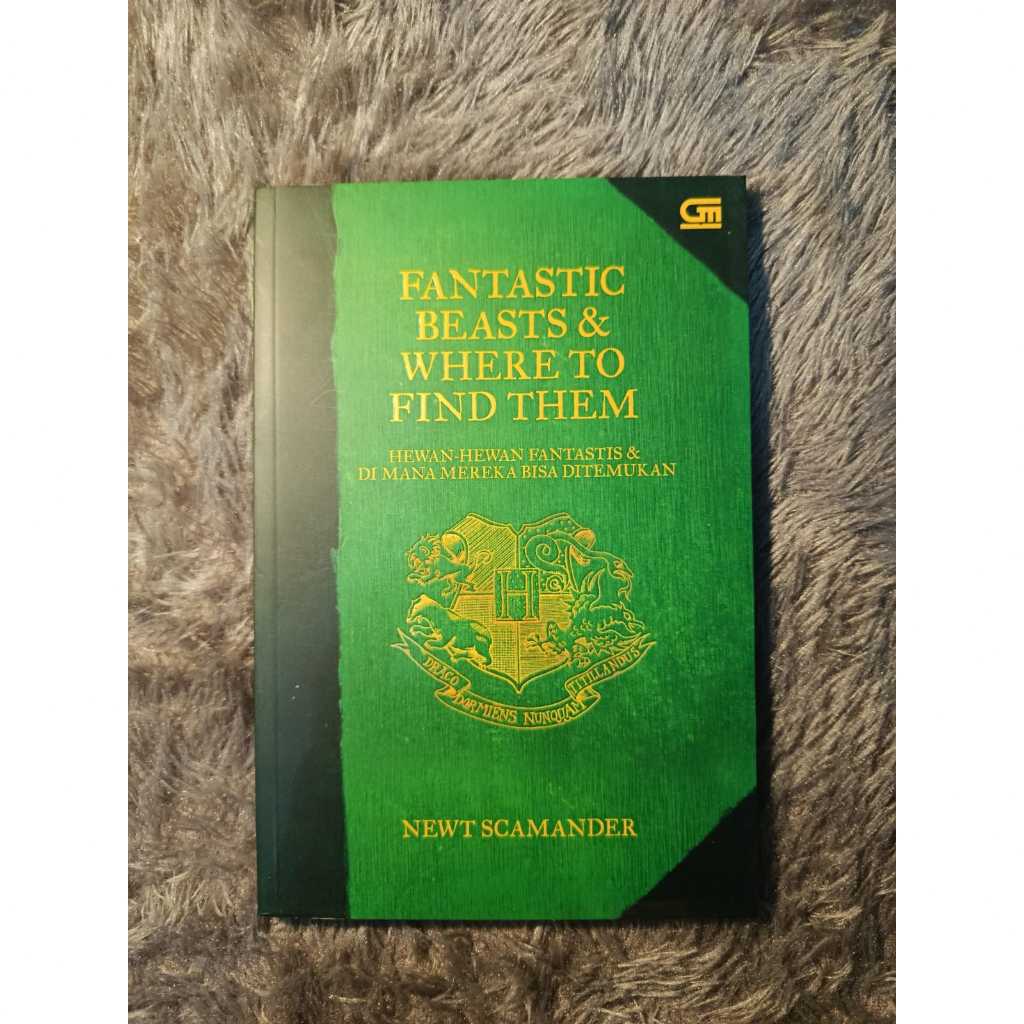 GM
FANTASTIC
BEASTS &
WHERE TO
FIND THEM
HEWAN-HEWAN FANTASTIS &
DI MANA MEREKA BISA DITEMUKAN
H
DRACO DORMIENS NUNQUAM TITILLANDUS
NEWT SCAMANDER